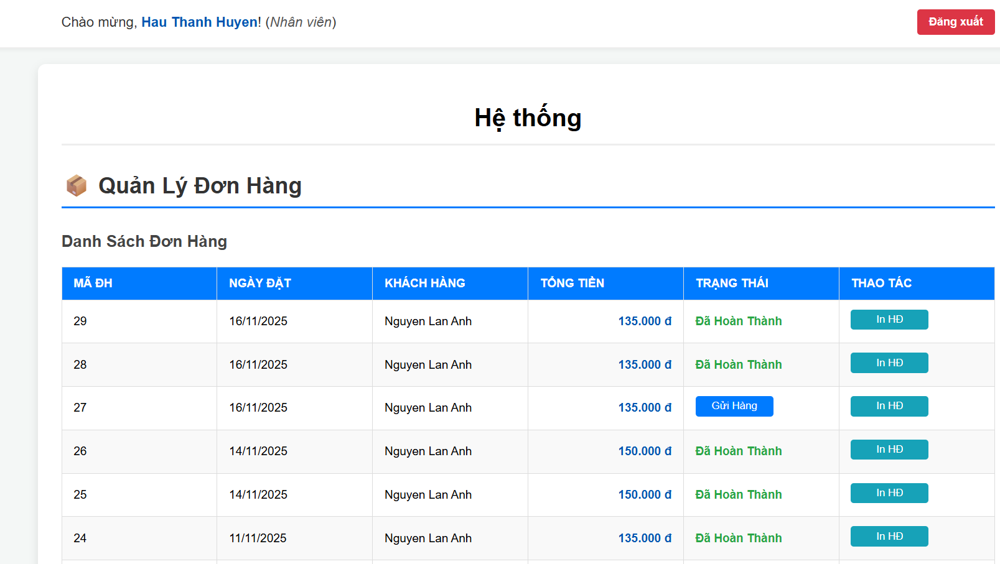 Chào mừng, Hau Thanh Huyen! (Nhân viên)
Đăng xuất
Hệ thống
Quản Lý Đơn Hàng
Danh Sách Đơn Hàng
MÃ ĐH NGÀY ĐẶT KHÁCH HÀNG TỔNG TIỀN TRẠNG THÁI THAO TÁC
29 16/11/2025 Nguyen Lan Anh 135.000 đ Đã Hoàn Thành In HĐ
28 16/11/2025 Nguyen Lan Anh 135.000 đ Đã Hoàn Thành In HĐ
27 16/11/2025 Nguyen Lan Anh 135.000 đ Gửi Hàng In HĐ
26 14/11/2025 Nguyen Lan Anh 150.000 đ Đã Hoàn Thành In HĐ
25 14/11/2025 Nguyen Lan Anh 150.000 đ Đã Hoàn Thành In HĐ
24 11/11/2025 Nguyen Lan Anh 135.000 đ Đã Hoàn Thành In HĐ